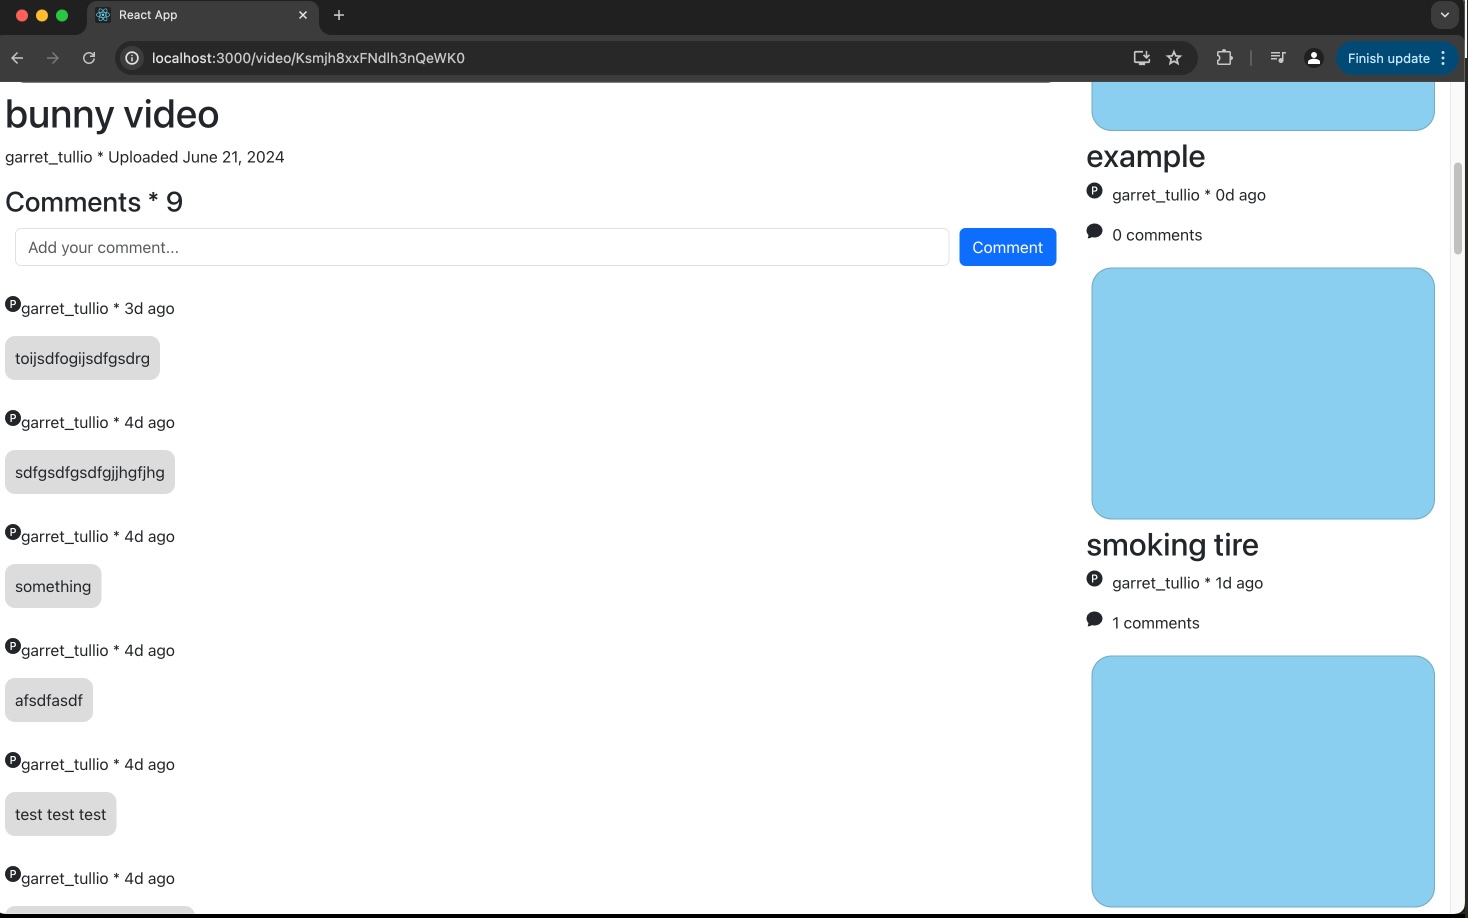 React App
localhost:3000/video/Ksmjh8xxFNdlh3nQeWK0
Finish update
bunny video
garret_tullio * Uploaded June 21, 2024
Comments * 9
Add your comment...
Comment
P garret_tullio * 3d ago
toijsdfogijsdfgsdrg
P garret_tullio * 4d ago
sdfgsdfgsdfgjjhgfjhg
P garret_tullio * 4d ago
something
P garret_tullio * 4d ago
afsdfasdf
P garret_tullio * 4d ago
test test test
P garret_tullio * 4d ago
example
P garret_tullio * 0d ago
0 comments
smoking tire
P garret_tullio * 1d ago
1 comments